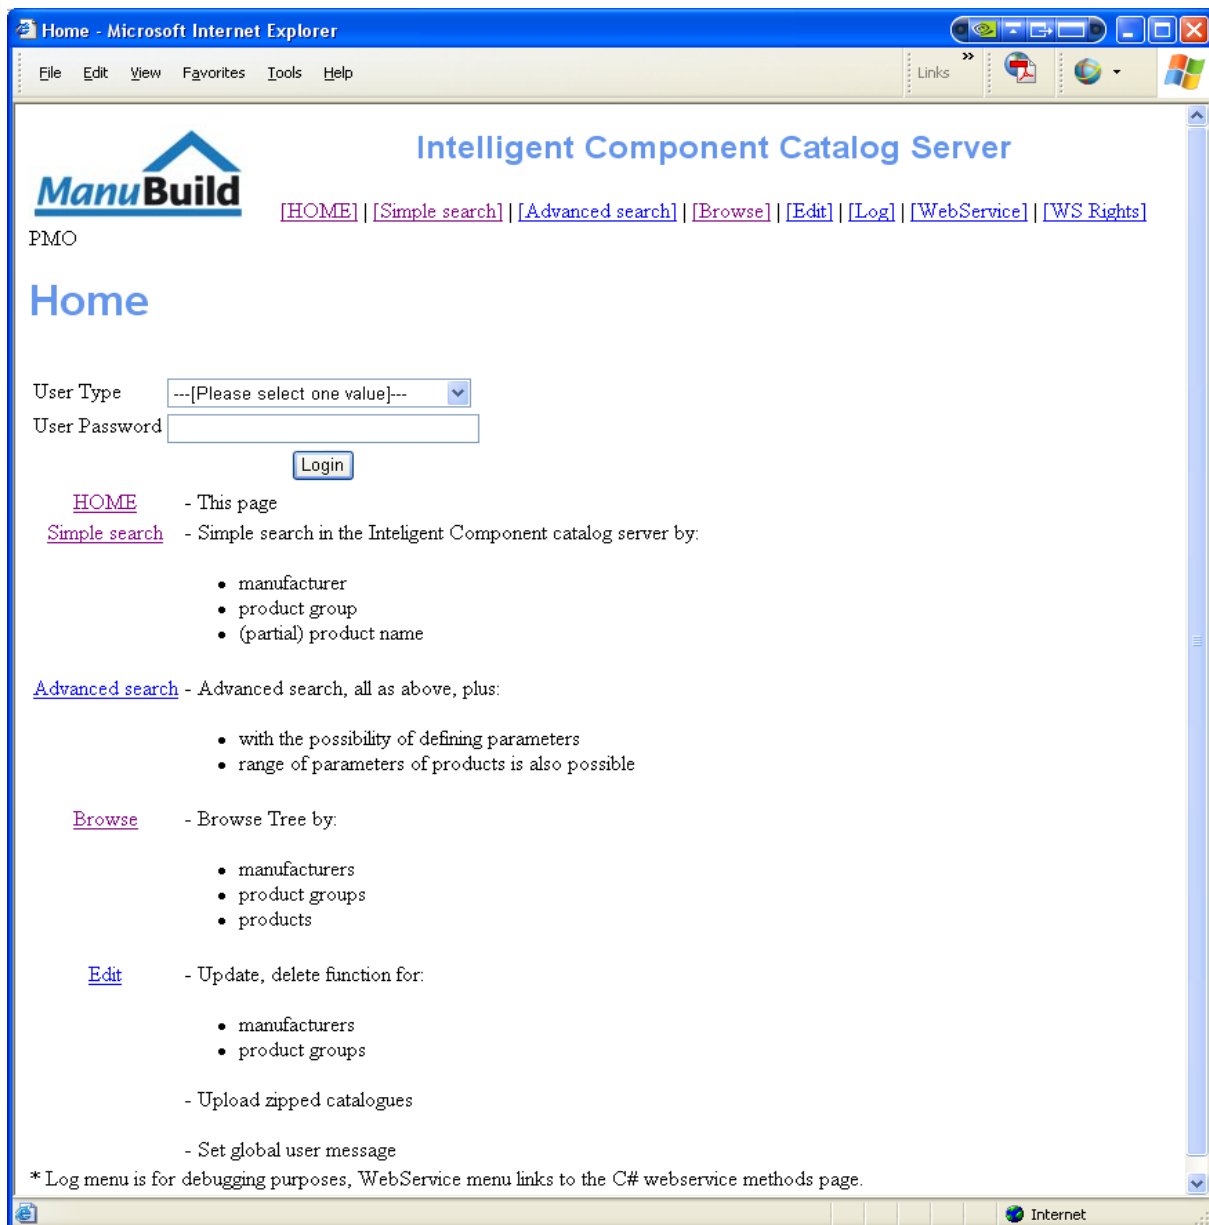 Home - Microsoft Internet Explorer
File Edit View Favorites Tools Help Links »
ManuBuild
Intelligent Component Catalog Server
[HOME] | [Simple search] | [Advanced search] | [Browse] | [Edit] | [Log] | [WebService] | [WS Rights]
PMO
Home
User Type ---[Please select one value]---
User Password
Login
HOME - This page
Simple search - Simple search in the Inteligent Component catalog server by:
• manufacturer
• product group
• (partial) product name
Advanced search - Advanced search, all as above, plus:
• with the possibility of defining parameters
• range of parameters of products is also possible
Browse - Browse Tree by:
• manufacturers
• product groups
• products
Edit - Update, delete function for:
• manufacturers
• product groups
- Upload zipped catalogues
- Set global user message
* Log menu is for debugging purposes, WebService menu links to the C# webservice methods page.
Internet